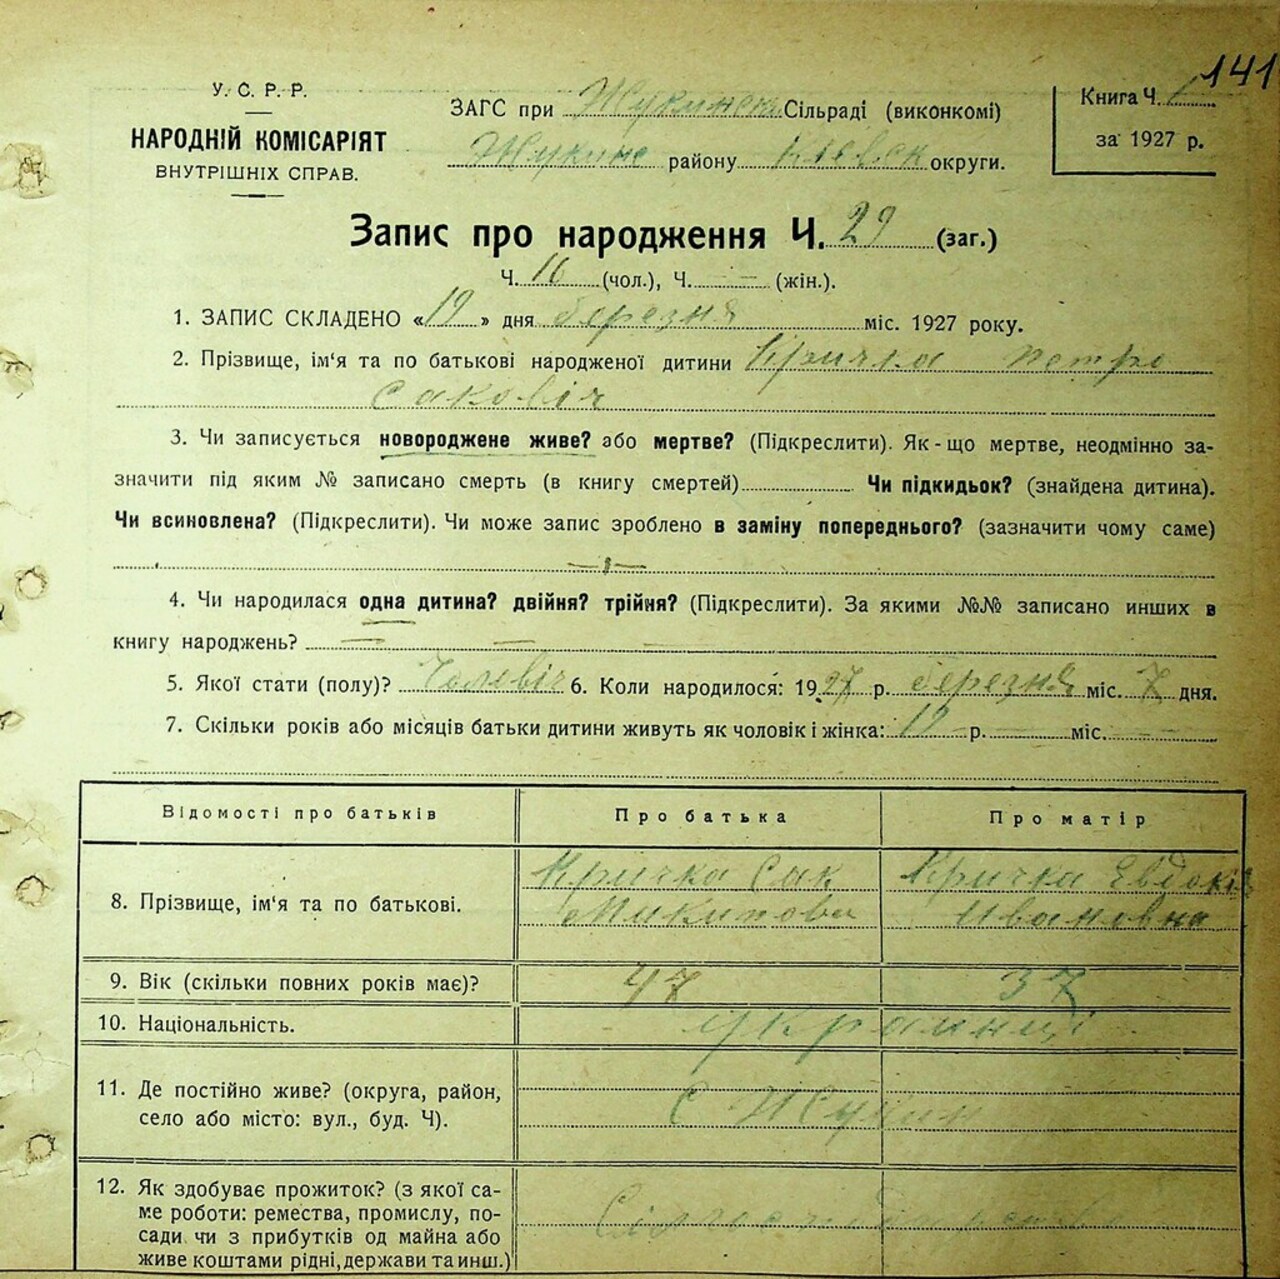 141
У. С. Р. Р.
НАРОДНІЙ КОМІСАРІЯТ
ВНУТРІШНІХ СПРАВ.
ЗАГС при Жукинськ Сільраді (виконкомі)
Жукинс району Київськ округи.
Книга Ч. 1
за 1927 р.
Запис про народження Ч. 29 (заг.)
Ч. 16 (чол.), Ч. — (жін.).
1. ЗАПИС СКЛАДЕНО «19» дня березня міс. 1927 року.
2. Прізвище, ім'я та по батькові народженої дитини Кричка Петро
Сакович
3. Чи записується новороджене живе? або мертве? (Підкреслити). Як-що мертве, неодмінно за-
значити під яким № записано смерть (в книгу смертей) Чи підкидьок? (знайдена дитина).
Чи всиновлена? (Підкреслити). Чи може запис зроблено в заміну попереднього? (зазначити чому саме)
4. Чи народилася одна дитина? двійня? трійня? (Підкреслити). За якими №№ записано инших в
книгу народжень? — — —
5. Якої стати (полу)? Чоловіч 6. Коли народилося: 1927 р. березня міс. 7 дня.
7. Скільки років або місяців батьки дитини живуть як чоловік і жінка: 19 р. — міс. —
Відомості про батьків
Про батька
Про матір
8. Прізвище, ім'я та по батькові.
Кричка Сак
Микитови
Кричка Евдокія
Ивановна
9. Вік (скільки повних років має)?
47
37
10. Національність.
українці
11. Де постійно живе? (округа, район,
село або місто: вул., буд. Ч).
С Жукин
12. Як здобуває прожиток? (з якої са-
ме роботи: ремества, промислу, по-
сади чи з прибутків од майна або
живе коштами рідні, держави та инш.)